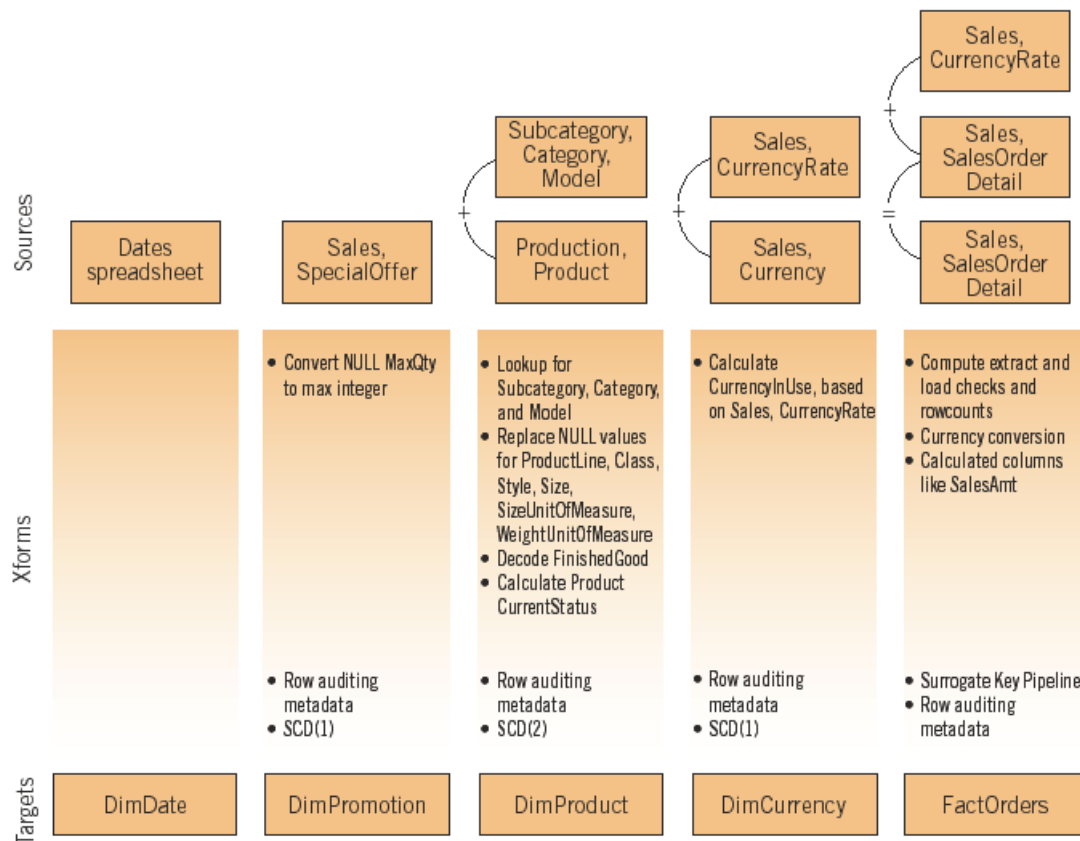 Sources
Sales,
CurrencyRate
+
Subcategory,
Category,
Model
Sales,
CurrencyRate
Sales,
SalesOrder
Detail
+
+
=
Dates
spreadsheet
Sales,
SpecialOffer
Production,
Product
Sales,
Currency
Sales,
SalesOrder
Detail
Xforms
• Convert NULL MaxQty
to max integer
• Row auditing
metadata
• SCD(1)
• Lookup for
Subcategory, Category,
and Model
• Replace NULL values
for ProductLine, Class,
Style, Size,
SizeUnitOfMeasure,
WeightUnitOfMeasure
• Decode FinishedGood
• Calculate Product
CurrentStatus
• Row auditing
metadata
• SCD(2)
• Calculate
CurrencyInUse, based
on Sales, CurrencyRate
• Row auditing
metadata
• SCD(1)
• Compute extract and
load checks and
rowcounts
• Currency conversion
• Calculated columns
like SalesAmt
• Surrogate Key Pipeline
• Row auditing
metadata
Targets
DimDate
DimPromotion
DimProduct
DimCurrency
FactOrders